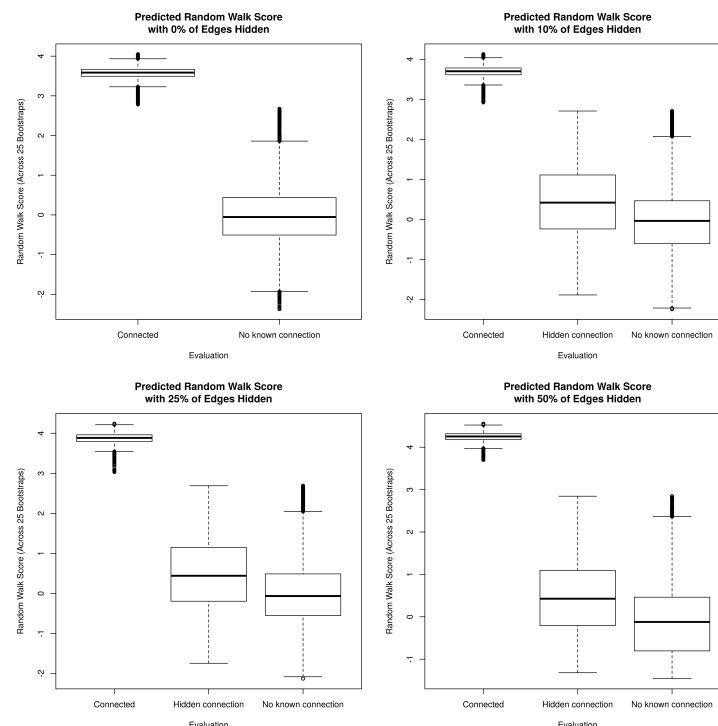 Predicted Random Walk Score
with 0% of Edges Hidden
Random Walk Score (Across 25 Bootstraps)
4
3
2
1
0
-1
-2
Connected
No known connection
Evaluation
Predicted Random Walk Score
with 10% of Edges Hidden
Random Walk Score (Across 25 Bootstraps)
4
3
2
1
0
-1
-2
Connected
Hidden connection
No known connection
Evaluation
Predicted Random Walk Score
with 25% of Edges Hidden
Random Walk Score (Across 25 Bootstraps)
4
3
2
1
0
-1
-2
Connected
Hidden connection
No known connection
Evaluation
Predicted Random Walk Score
with 50% of Edges Hidden
Random Walk Score (Across 25 Bootstraps)
4
3
2
1
0
-1
Connected
Hidden connection
No known connection
Evaluation